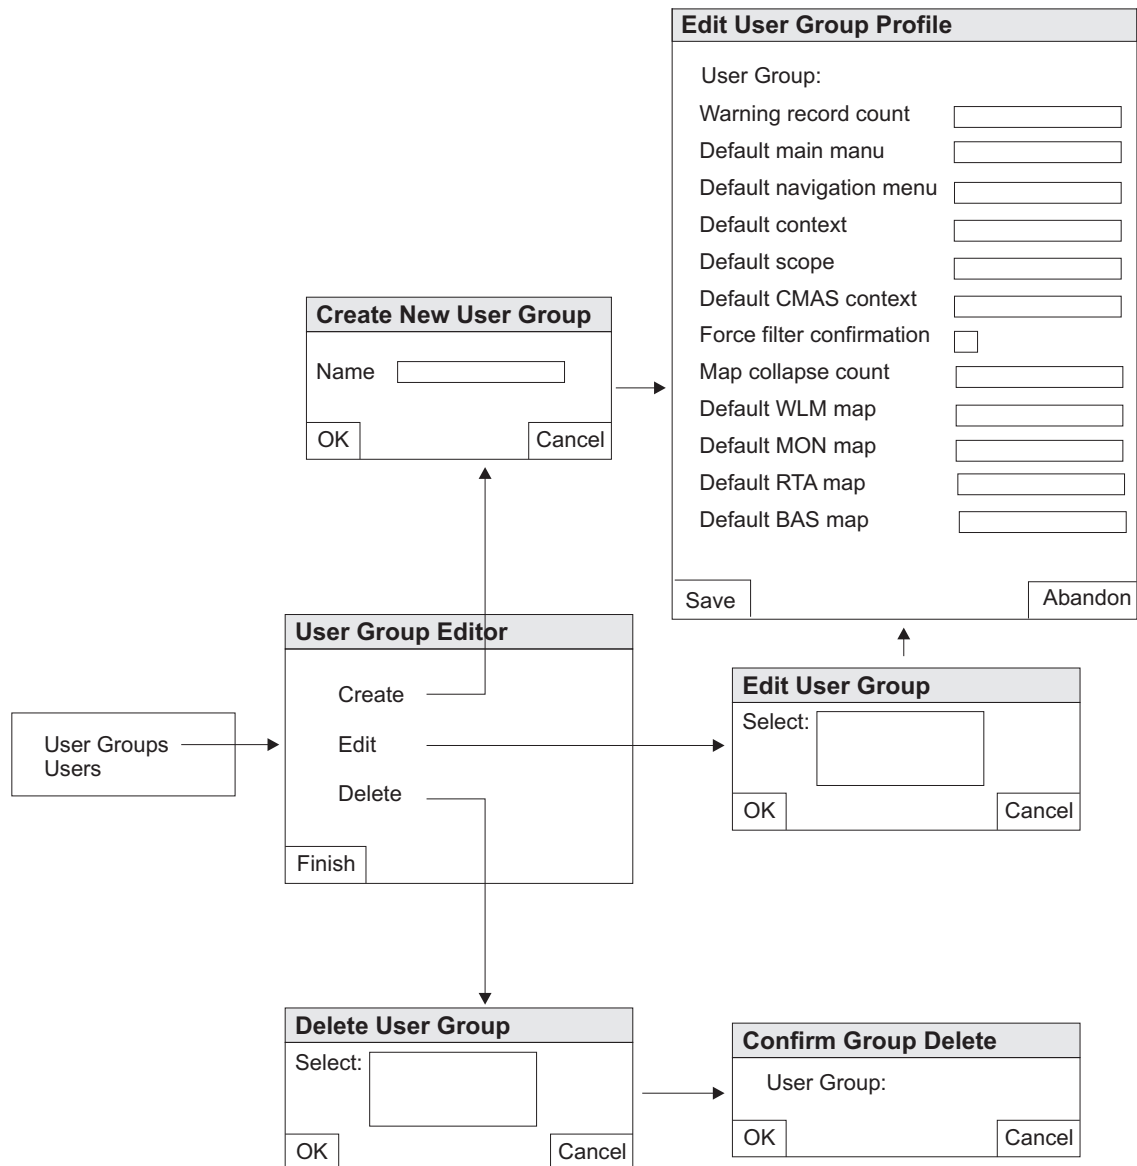 Edit User Group Profile
User Group:
Warning record count
Default main manu
Default navigation menu
Default context
Default scope
Default CMAS context
Force filter confirmation
Map collapse count
Default WLM map
Default MON map
Default RTA map
Default BAS map
Save
Abandon
Create New User Group
Name
OK
Cancel
User Group Editor
Create
Edit
Delete
Finish
User Groups
Users
Edit User Group
Select:
OK
Cancel
Delete User Group
Select:
OK
Cancel
Confirm Group Delete
User Group:
OK
Cancel